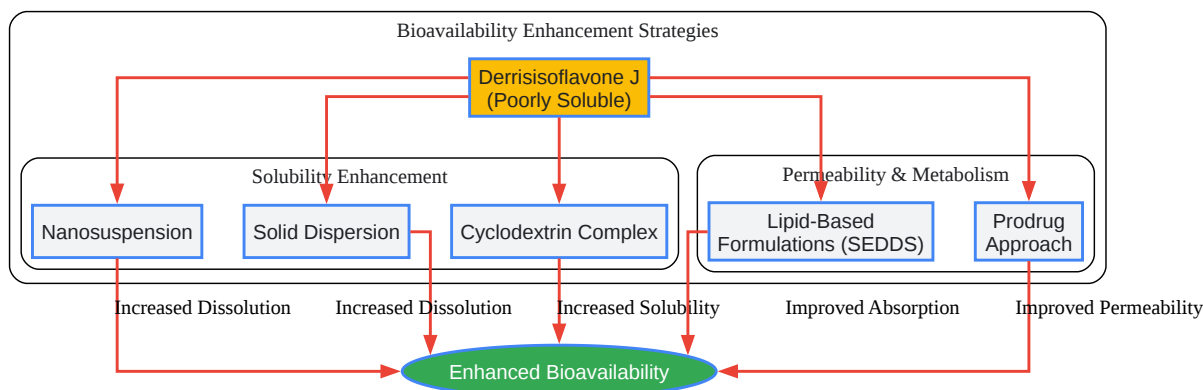 Bioavailability Enhancement Strategies
Derrisisoflavone J
(Poorly Soluble)
Solubility Enhancement
Permeability & Metabolism
Nanosuspension
Solid Dispersion
Cyclodextrin Complex
Lipid-Based
Formulations (SEDDS)
Prodrug
Approach
Increased Dissolution
Increased Dissolution
Increased Solubility
Improved Absorption
Improved Permeability
Enhanced Bioavailability